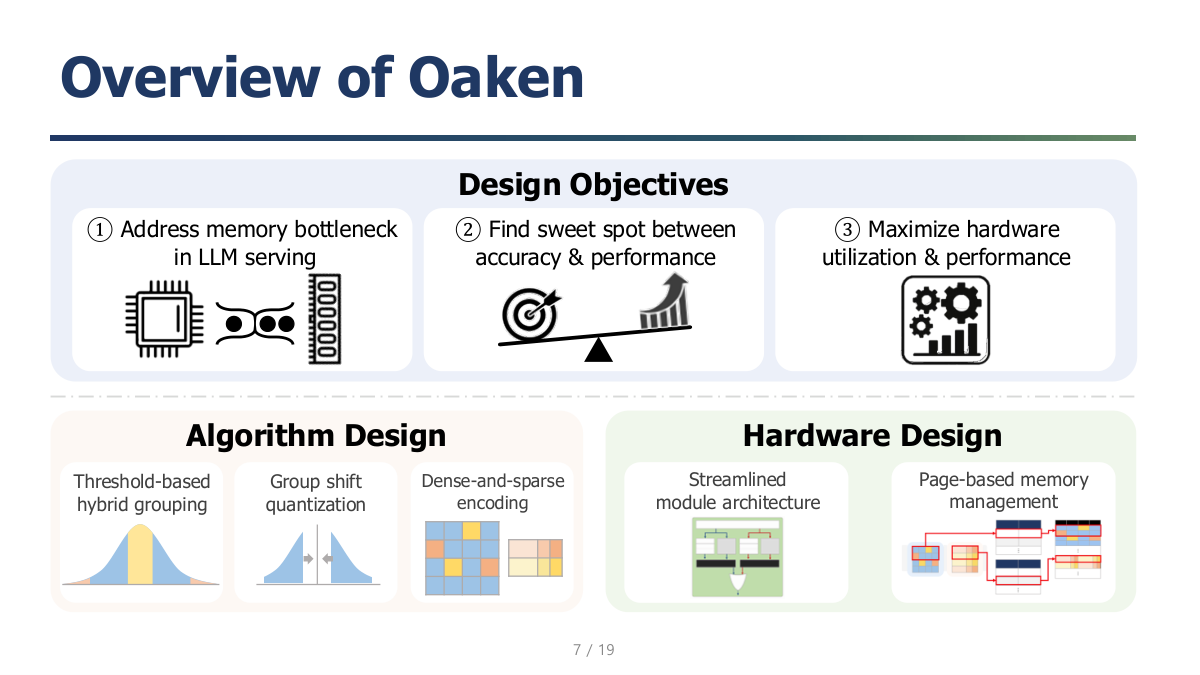 Overview of Oaken
Design Objectives
① Address memory bottleneck
in LLM serving
② Find sweet spot between
accuracy & performance
③ Maximize hardware
utilization & performance
Algorithm Design
Threshold-based
hybrid grouping
Group shift
quantization
Dense-and-sparse
encoding
Hardware Design
Streamlined
module architecture
Page-based memory
management
7 / 19